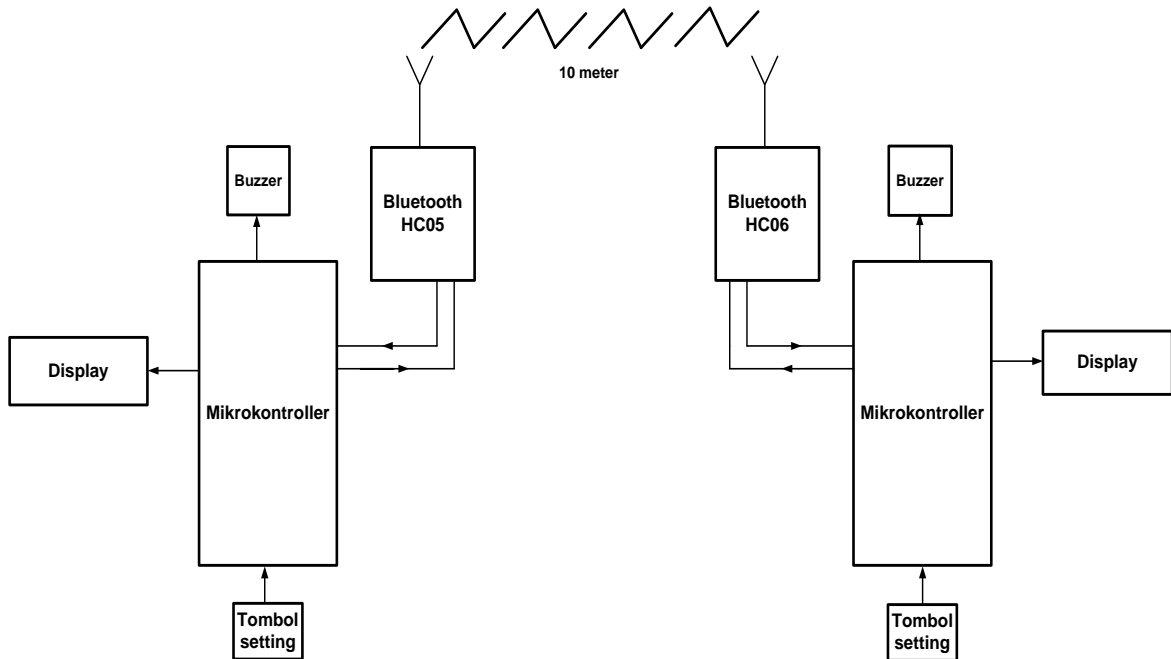 10 meter
Buzzer
Bluetooth
HC05
Display
Mikrokontroller
Tombol
setting
Bluetooth
HC06
Buzzer
Mikrokontroller
Display
Tombol
setting